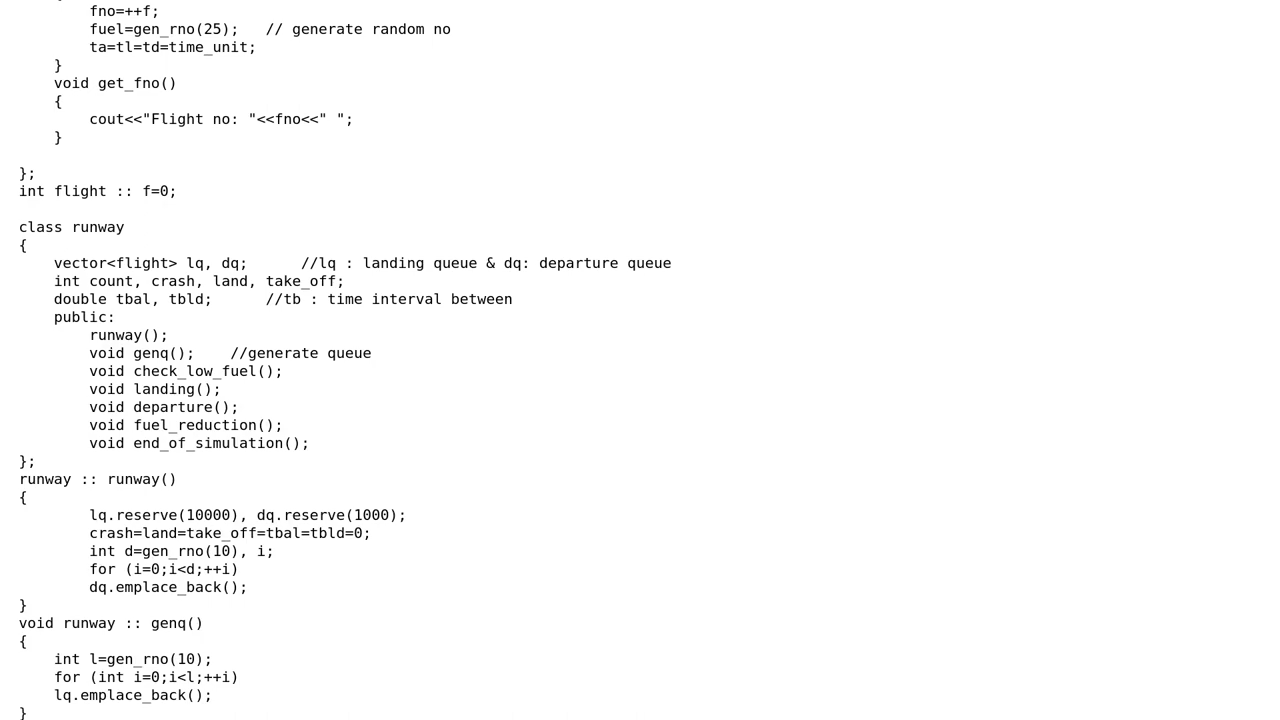 fno=++f;
fuel=gen_rno(25);   // generate random no
ta=tl=td=time_unit;
}
void get_fno()
{
cout<<"Flight no: "<<fno<<" ";
}
};
int flight :: f=0;
class runway
{
vector<flight> lq, dq;      //lq : landing queue & dq: departure queue
int count, crash, land, take_off;
double tbal, tbld;      //tb : time interval between
public:
runway();
void genq();    //generate queue
void check_low_fuel();
void landing();
void departure();
void fuel_reduction();
void end_of_simulation();
};
runway :: runway()
{
lq.reserve(10000), dq.reserve(1000);
crash=land=take_off=tbal=tbld=0;
int d=gen_rno(10), i;
for (i=0;i<d;++i)
dq.emplace_back();
}
void runway :: genq()
{
int l=gen_rno(10);
for (int i=0;i<l;++i)
lq.emplace_back();
}